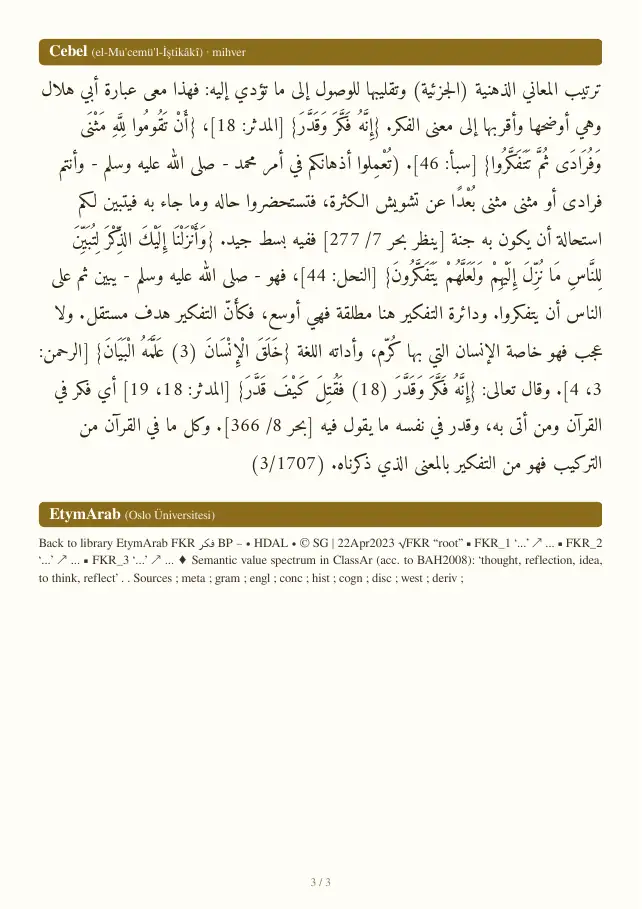 Cebel (el-Mu'cemü'l-İştikâkî) · mihver
ترتيب المعاني الذهنية (الجزئية) وتقليبها للوصول إلى ما تؤدي إليه: فهذا معى عبارة أبي هلال
وهي أوضحها وأقربها إلى معنى الفكر. {إِنَّهُ فَكَّرَ وَقَدَّرَ} [المدثر: 18]، {أَنْ تَقُومُوا لِلَّهِ مَثْنَى
وَفُرَادَى ثُمَّ تَتَفَكَّرُوا} [سبأ: 46]. (تُعْمِلوا أذهانكم في أمر محمد - صلى الله عليه وسلم - وأنتم
فرادى أو مثنى مثنى بُعْدًا عن تشويش الكثرة، فتستحضروا حاله وما جاء به فيتبين لكم
استحالة أن يكون به جنة [ينظر بحر 7/ 277] ففيه بسط جيد. {وَأَنْزَلْنَا إِلَيْكَ الذِّكْرَ لِتُبَيِّنَ
لِلنَّاسِ مَا نُزِّلَ إِلَيْهِمْ وَلَعَلَّهُمْ يَتَفَكَّرُونَ} [النحل: 44]، فهو - صلى الله عليه وسلم - يبين ثم على
الناس أن يتفكروا. ودائرة التفكير هنا مطلقة فهي أوسع، فكأنّ التفكير هدف مستقل. ولا
عجب فهو خاصة الإنسان التي بها كُرِّم، وأداته اللغة {خَلَقَ الْإِنْسَانَ (3) عَلَّمَهُ الْبَيَانَ} [الرحمن:
3، 4]. وقال تعالى: {إِنَّهُ فَكَّرَ وَقَدَّرَ (18) فَقُتِلَ كَيْفَ قَدَّرَ} [المدثر: 18، 19] أي فكر في
القرآن ومن أتى به، وقدر في نفسه ما يقول فيه [بحر 8/ 366]. وكل ما في القرآن من
التركيب فهو من التفكير بالمعنى الذي ذكرناه. (3/1707)
EtymArab (Oslo Üniversitesi)
Back to library EtymArab FKR فكر BP – • HDAL • © SG | 22Apr2023 √FKR “root” ▪ FKR_1 ‘...’ ↗ ... ▪ FKR_2
‘...’ ↗ ... ▪ FKR_3 ‘...’ ↗ ... ♦ Semantic value spectrum in ClassAr (acc. to BAH2008): ‘thought, reflection, idea,
to think, reflect’ . . Sources ; meta ; gram ; engl ; conc ; hist ; cogn ; disc ; west ; deriv ;
3 / 3